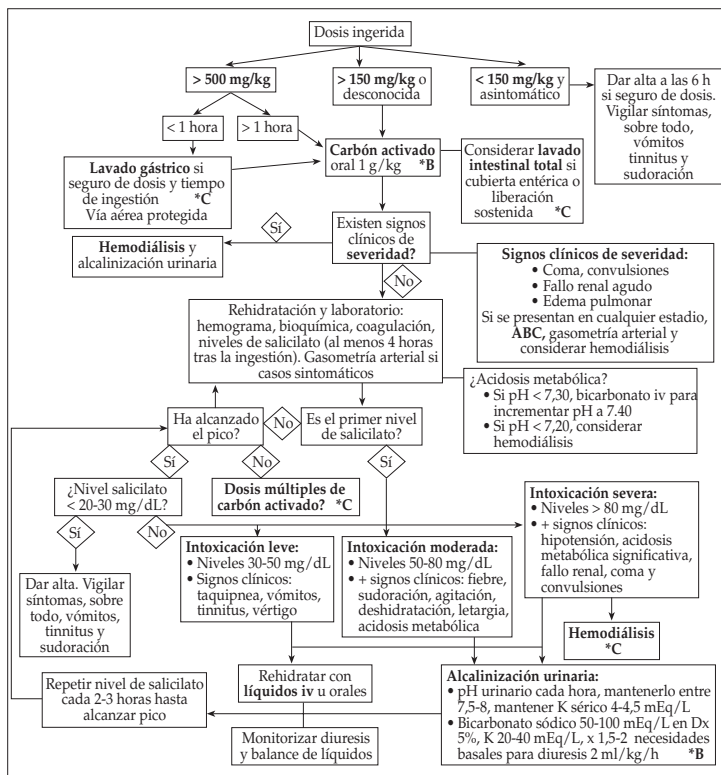 Dosis ingerida
> 500 mg/kg
> 150 mg/kg o
desconocida
< 150 mg/kg y
asintomático
Dar alta a las 6 h
si seguro de dosis.
Vigilar síntomas,
sobre todo,
vómitos
tinnitus y
sudoración
< 1 hora
> 1 hora
Lavado gástrico si
seguro de dosis y tiempo
de ingestión *C
Vía aérea protegida
Carbón activado
oral 1 g/kg *B
Considerar lavado
intestinal total si
cubierta entérica o
liberación
sostenida *C
Sí
Existen signos
clínicos de
severidad?
Hemodiálisis y
alcalinización urinaria
No
Signos clínicos de severidad:
• Coma, convulsiones
• Fallo renal agudo
• Edema pulmonar
Si se presentan en cualquier estadio,
ABC, gasometría arterial y
considerar hemodiálisis
Rehidratación y laboratorio:
hemograma, bioquímica, coagulación,
niveles de salicilato (al menos 4 horas
tras la ingestión). Gasometría arterial si
casos sintomáticos
¿Acidosis metabólica?
• Si pH < 7,30, bicarbonato iv para
incrementar pH a 7.40
• Si pH < 7,20, considerar
hemodiálisis
Ha alcanzado
el pico?
No
Es el primer nivel
de salicilato?
Sí
No
Sí
¿Nivel salicilato
< 20-30 mg/dL?
Dosis múltiples de
carbón activado? *C
Sí
No
Intoxicación leve:
• Niveles 30-50 mg/dL
• Signos clínicos:
taquipnea, vómitos,
tinnitus, vértigo
Intoxicación moderada:
• Niveles 50-80 mg/dL
• + signos clínicos: fiebre,
sudoración, agitación,
deshidratación, letargia,
acidosis metabólica
Intoxicación severa:
• Niveles > 80 mg/dL
• + signos clínicos:
hipotensión, acidosis
metabólica significativa,
fallo renal, coma y
convulsiones
Dar alta. Vigilar
síntomas, sobre
todo, vómitos,
tinnitus y
sudoración
Hemodiálisis
*C
Repetir nivel de salicilato
cada 2-3 horas hasta
alcanzar pico
Rehidratar con
líquidos iv u orales
Monitorizar diuresis
y balance de líquidos
Alcalinización urinaria:
• pH urinario cada hora, mantenerlo entre
7,5-8, mantener K sérico 4-4,5 mEq/L
• Bicarbonato sódico 50-100 mEq/L en Dx
5%, K 20-40 mEq/L, x 1,5-2 necesidades
basales para diuresis 2 ml/kg/h *B